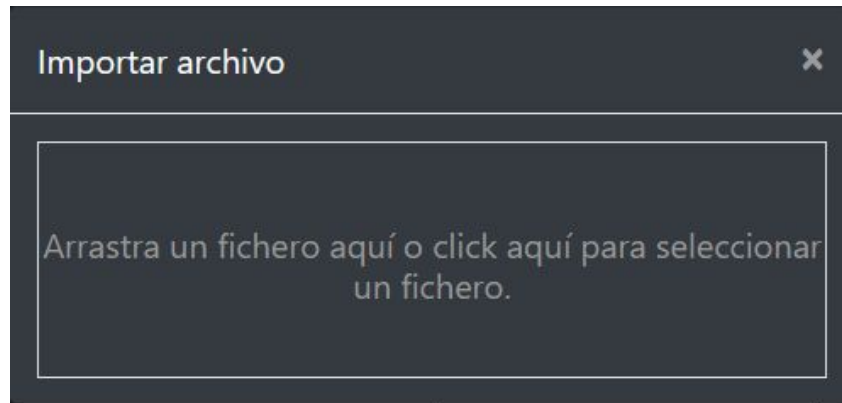 Importar archivo
Arrastra un fichero aquí o click aquí para seleccionar
un fichero.